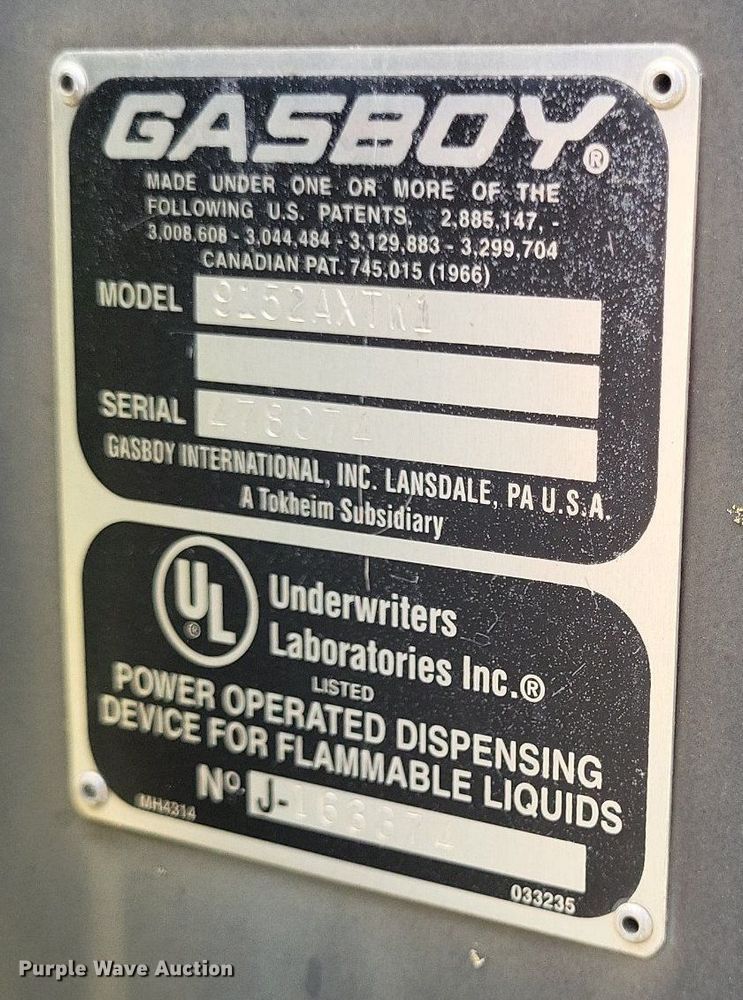 GASBOY®
MADE UNDER ONE OR MORE OF THE
FOLLOWING U.S. PATENTS, 2,885,147, -
3,008,608 - 3,044,484 - 3,129,883 - 3,299,704
CANADIAN PAT. 745,015 (1966)
MODEL 9152AXTW1
SERIAL 478074
GASBOY INTERNATIONAL, INC. LANSDALE, PA U.S.A.
A Tokheim Subsidiary
UL ®
Underwriters
Laboratories Inc.®
LISTED
POWER OPERATED DISPENSING
DEVICE FOR FLAMMABLE LIQUIDS
No. J-163374
MH4314
033235
Purple Wave Auction